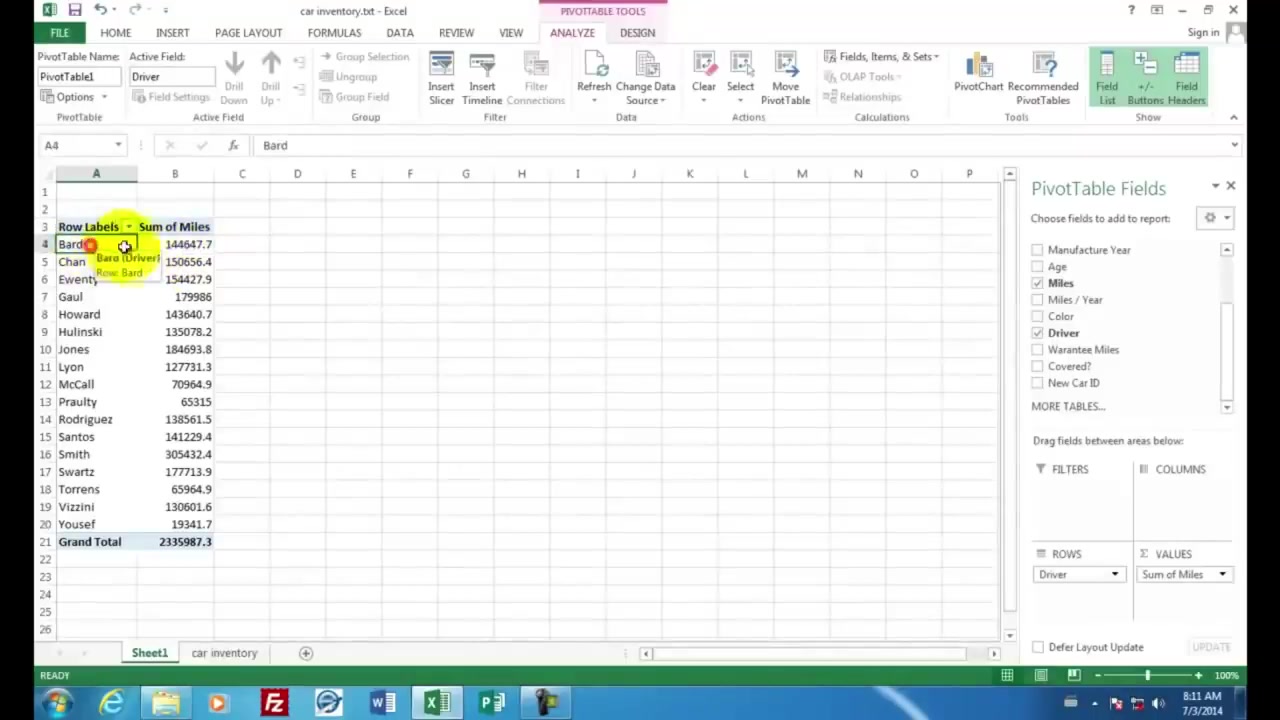 car inventory.txt - Excel
PIVOTTABLE TOOLS
?
FILE HOME INSERT PAGE LAYOUT FORMULAS DATA REVIEW VIEW ANALYZE DESIGN Sign in
PivotTable Name:
PivotTable1
Options
PivotTable
Active Field:
Driver
Field Settings
Drill Down
Drill Up
Active Field
Group Selection
Ungroup
Group Field
Group
Insert Slicer
Insert Timeline
Filter Connections
Filter
Refresh
Change Data Source
Data
Clear
Select
Move PivotTable
Actions
Fields, Items, & Sets
OLAP Tools
Relationships
Calculations
PivotChart
Recommended PivotTables
Tools
Field List
+/- Buttons
Field Headers
Show
A4 fx Bard
A B C D E F G H I J K L M N O P
1
2
3 Row Labels Sum of Miles
4 Bard 144647.7
5 Chan 150656.4
6 Ewenty 154427.9
7 Gaul 179986
8 Howard 143640.7
9 Hulinski 135078.2
10 Jones 184693.8
11 Lyon 127731.3
12 McCall 70964.9
13 Praulty 65315
14 Rodriguez 138561.5
15 Santos 141229.4
16 Smith 305432.4
17 Swartz 177713.9
18 Torrens 65964.9
19 Vizzini 130601.6
20 Yousef 19341.7
21 Grand Total 2335987.3
22
23
24
25
26
Bard (Driver)
Row: Bard
PivotTable Fields
Choose fields to add to report:
Manufacture Year
Age
Miles
Miles / Year
Color
Driver
Warantee Miles
Covered?
New Car ID
MORE TABLES...
Drag fields between areas below:
FILTERS
COLUMNS
ROWS
Driver
VALUES
Sum of Miles
Defer Layout Update UPDATE
Sheet1 car inventory
READY 100%
8:11 AM
7/3/2014